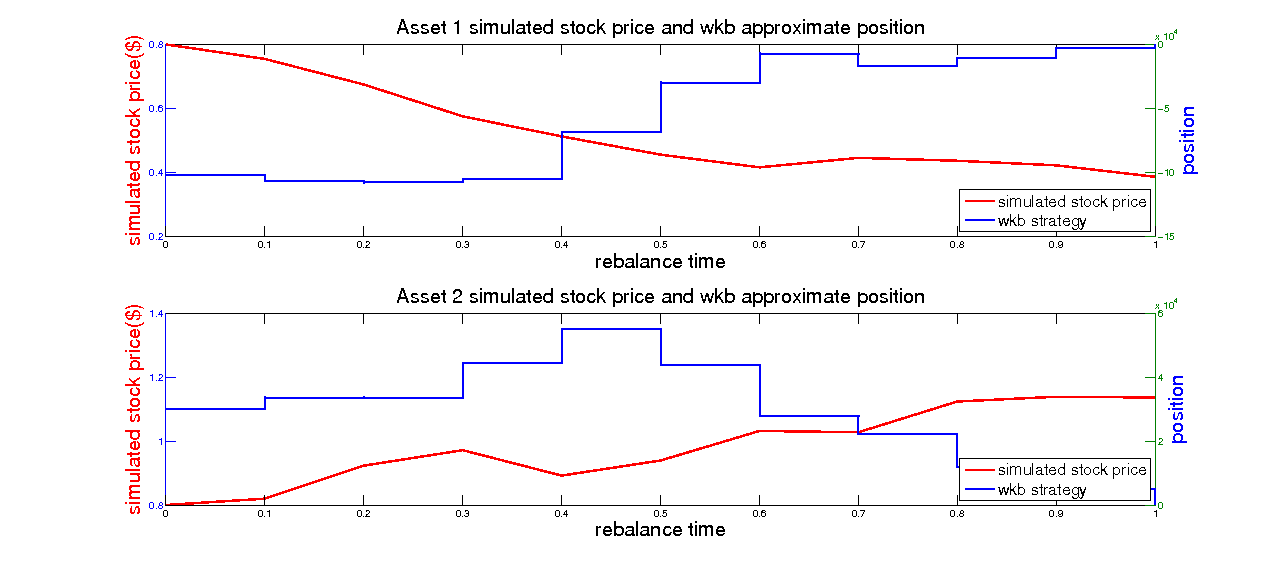 Asset 1 simulated stock price and wkb approximate position
simulated stock price($)
0.8
0.6
0.4
0.2
x 10^4
0
−5
−10
−15
position
simulated stock price
wkb strategy
0 0.1 0.2 0.3 0.4 0.5 0.6 0.7 0.8 0.9 1
rebalance time
Asset 2 simulated stock price and wkb approximate position
simulated stock price($)
1.4
1.2
1
0.8
x 10^4
6
4
2
0
position
simulated stock price
wkb strategy
0 0.1 0.2 0.3 0.4 0.5 0.6 0.7 0.8 0.9 1
rebalance time